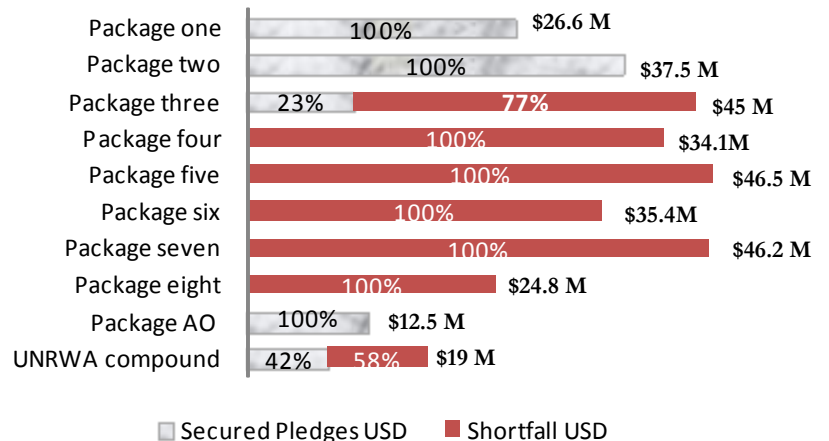 Package one 100% $26.6 M
Package two 100% $37.5 M
Package three 23% 77% $45 M
Package four 100% $34.1M
Package five 100% $46.5 M
Package six 100% $35.4M
Package seven 100% $46.2 M
Package eight 100% $24.8 M
Package AO 100% $12.5 M
UNRWA compound 42% 58% $19 M
Secured Pledges USD Shortfall USD